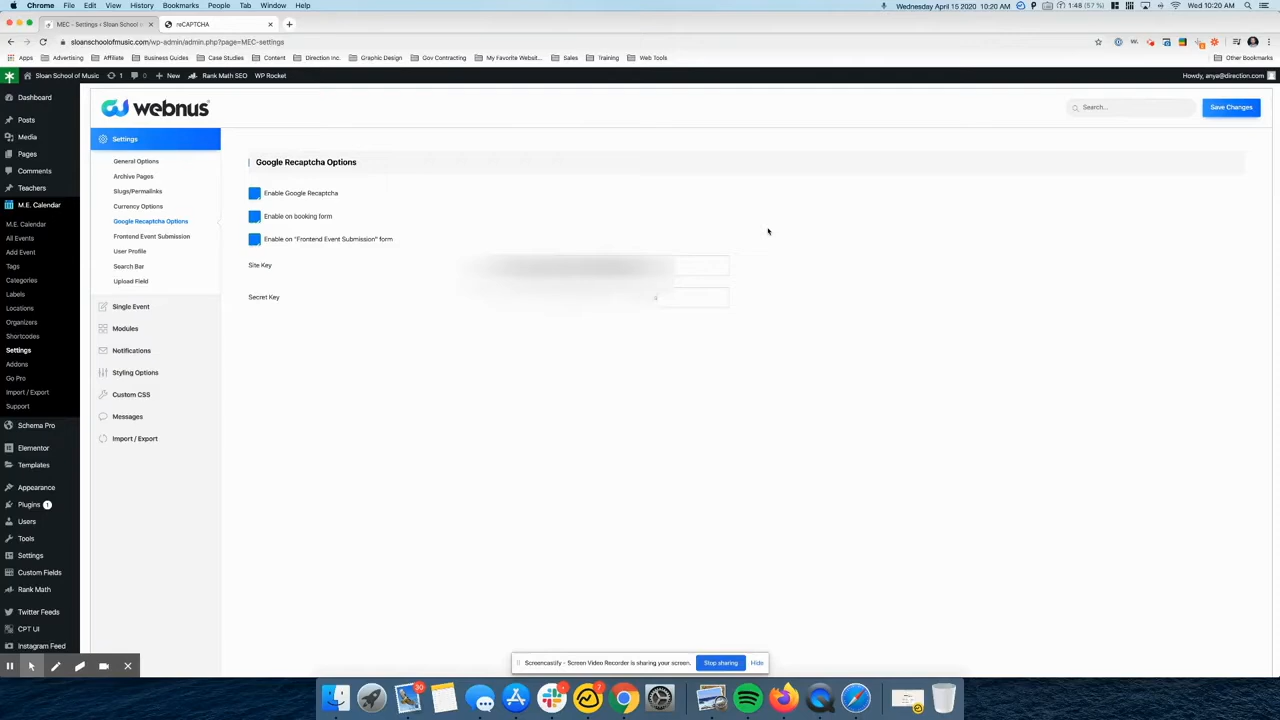 Chrome File Edit View History Bookmarks People Tab Window Help
1:48 (57 %) Wed 10:20 AM
Wednesday April 15 2020 10:20 AM
MEC - Settings ‹ Sloan School o
reCAPTCHA
sloanschoolofmusic.com/wp-admin/admin.php?page=MEC-settings
Apps Advertising Affiliate Business Guides Case Studies Content Direction Inc. Graphic Design Gov Contracting My Favorite Websit... Sales Training Web Tools Other Bookmarks
Sloan School of Music 1 0 New Rank Math SEO WP Rocket Howdy, anya@direction.com
Dashboard
Posts
Media
Pages
Comments
Teachers
M.E. Calendar
M.E. Calendar
All Events
Add Event
Tags
Categories
Labels
Locations
Organizers
Shortcodes
Settings
Addons
Go Pro
Import / Export
Support
Schema Pro
Elementor
Templates
Appearance
Plugins 1
Users
Tools
Settings
Custom Fields
Rank Math
Twitter Feeds
CPT UI
Instagram Feed
webnus
Search...
Save Changes
Settings
General Options
Archive Pages
Slugs/Permalinks
Currency Options
Google Recaptcha Options
Frontend Event Submission
User Profile
Search Bar
Upload Field
Single Event
Modules
Notifications
Styling Options
Custom CSS
Messages
Import / Export
Google Recaptcha Options
Enable Google Recaptcha
Enable on booking form
Enable on "Frontend Event Submission" form
Site Key
Secret Key
Screencastify - Screen Video Recorder is sharing your screen. Stop sharing Hide